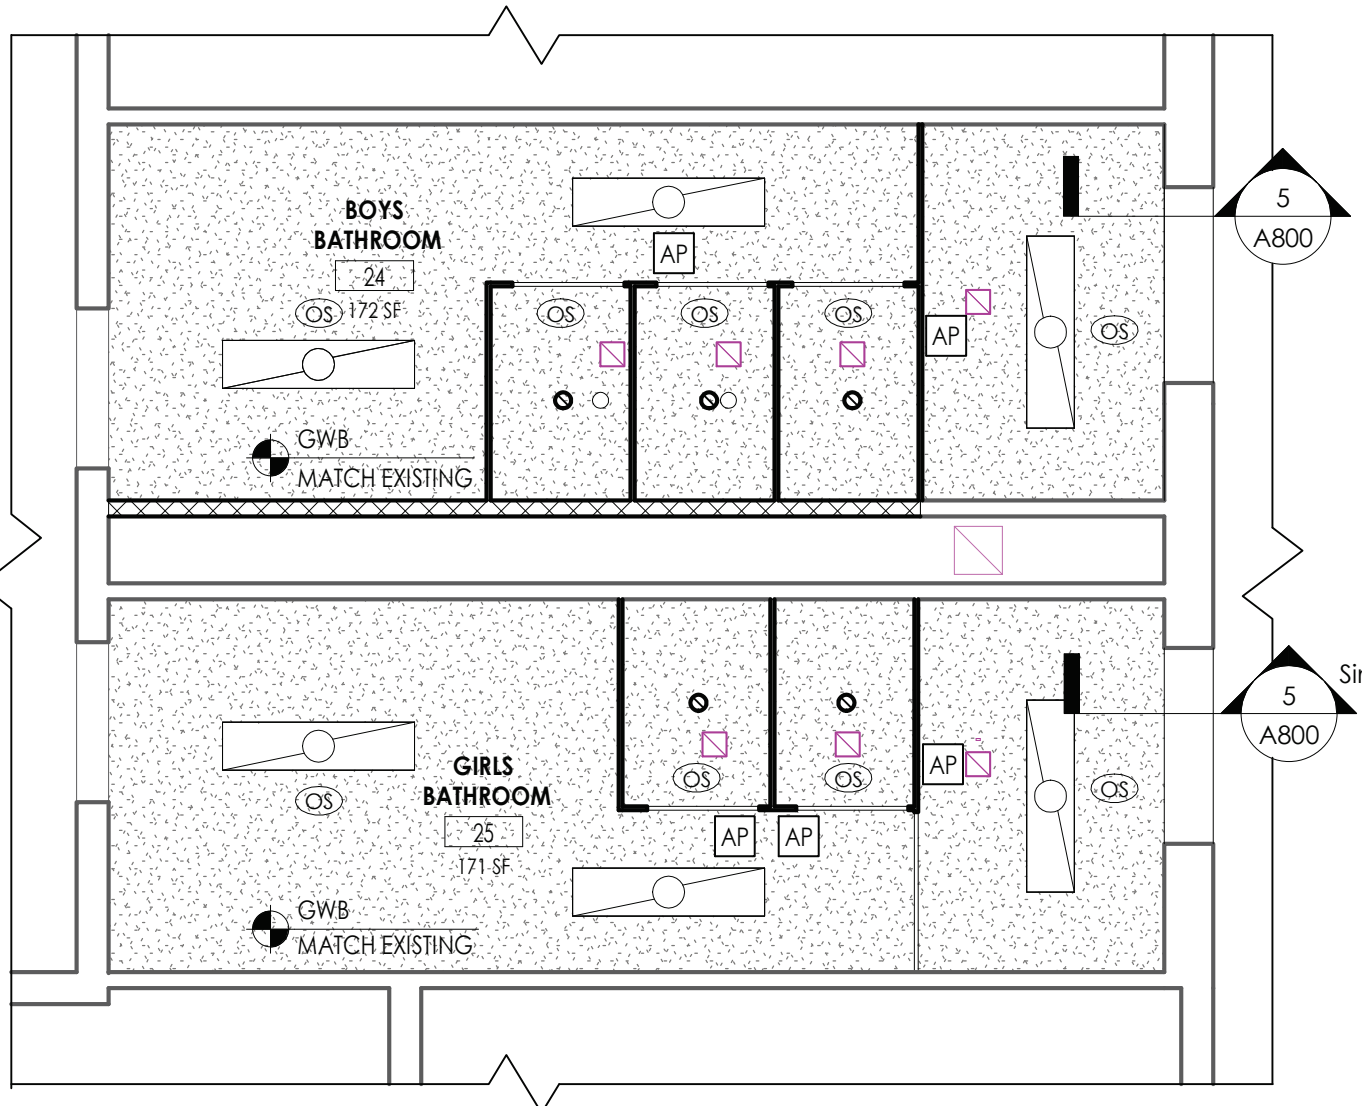 BOYS
BATHROOM
24
OS 172 SF
AP
OS
OS
OS
AP
OS
5
A800
GWB
MATCH EXISTING
5
A800
OS
GIRLS
BATHROOM
25
171 SF
OS
OS
AP
AP
AP
OS
GWB
MATCH EXISTING